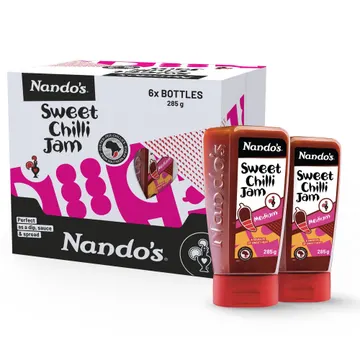 Nando's
Sweet
Chilli
Jam
6x BOTTLES
285 g
Perfect
as a dip, sauce
& spread
Nando's
Nando's
Nando's
Sweet
Chilli
Jam
Medium
285g
Nando's
Sweet
Chilli
Jam
Medium
285g